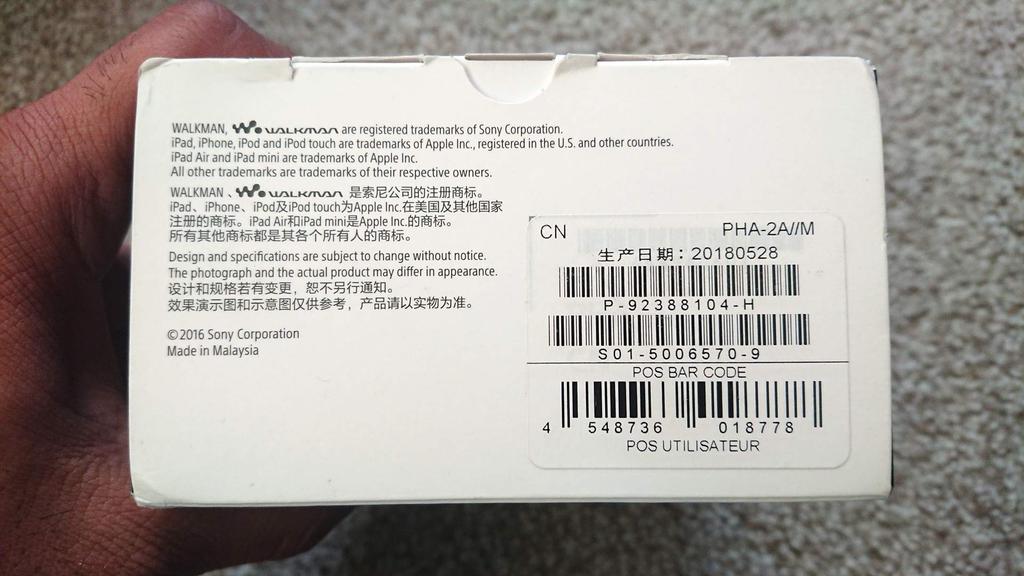 WALKMAN, WALKMAN are registered trademarks of Sony Corporation.
iPad, iPhone, iPod and iPod touch are trademarks of Apple Inc., registered in the U.S. and other countries.
iPad Air and iPad mini are trademarks of Apple Inc.
All other trademarks are trademarks of their respective owners.
WALKMAN 、WALKMAN 是索尼公司的注册商标。
iPad、iPhone、iPod及iPod touch为Apple Inc.在美国及其他国家
注册的商标。iPad Air和iPad mini是Apple Inc.的商标。
所有其他商标都是其各个所有人的商标。
Design and specifications are subject to change without notice.
The photograph and the actual product may differ in appearance.
设计和规格若有变更，恕不另行通知。
效果演示图和示意图仅供参考，产品请以实物为准。
©2016 Sony Corporation
Made in Malaysia
CN PHA-2A//M
生产日期：20180528
P-92388104-H
S01-5006570-9
POS BAR CODE
4 548736 018778
POS UTILISATEUR